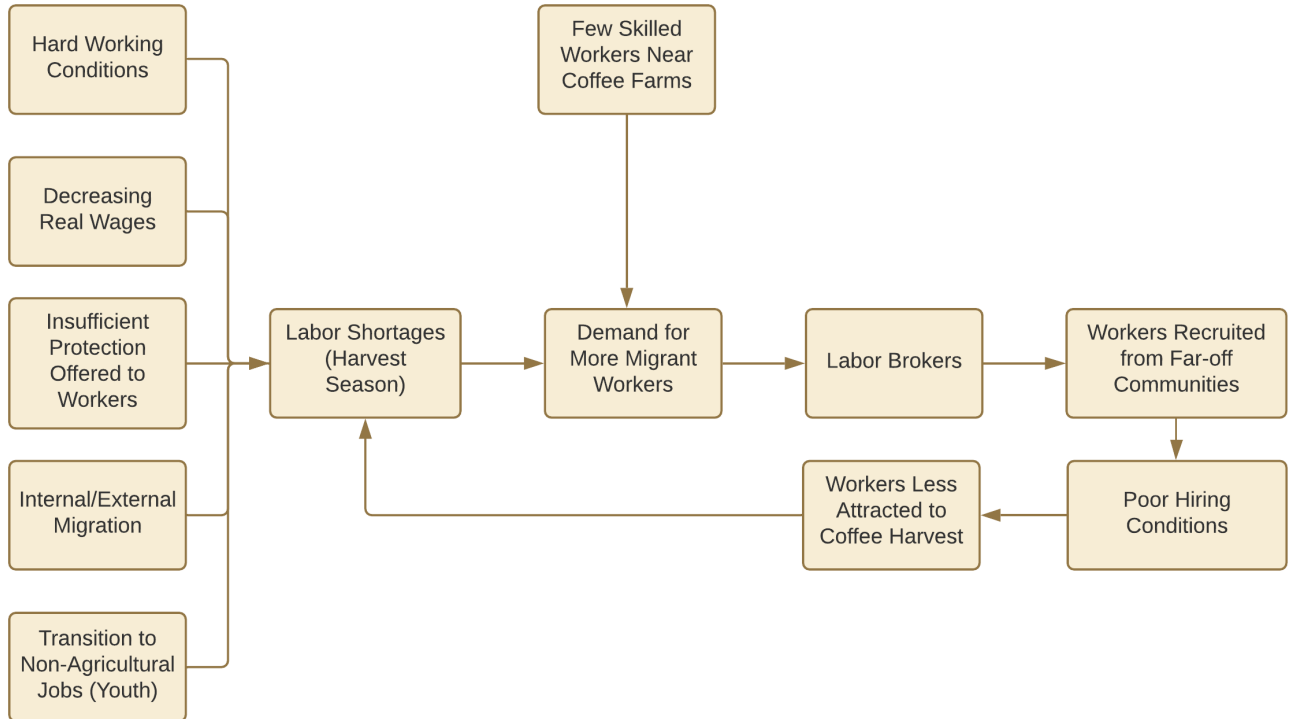 Hard Working
Conditions
Few Skilled
Workers Near
Coffee Farms
Decreasing
Real Wages
Insufficient
Protection
Offered to
Workers
Labor Shortages
(Harvest
Season)
Demand for
More Migrant
Workers
Labor Brokers
Workers Recruited
from Far-off
Communities
Internal/External
Migration
Workers Less
Attracted to
Coffee Harvest
Poor Hiring
Conditions
Transition to
Non-Agricultural
Jobs (Youth)